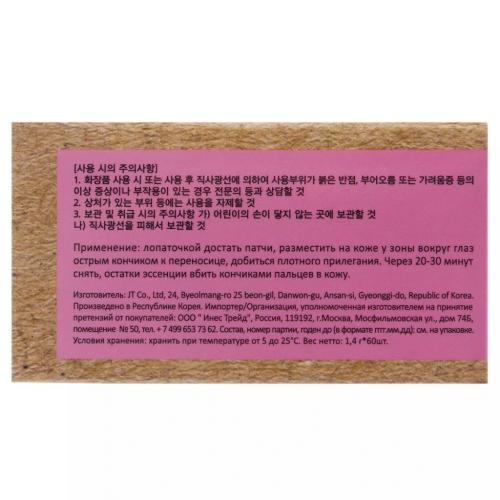 [사용 시의 주의사항]
1. 화장품 사용 시 또는 사용 후 직사광선에 의하여 사용부위가 붉은 반점, 부어오름 또는 가려움증 등의
이상 증상이나 부작용이 있는 경우 전문의 등과 상담할 것
2. 상처가 있는 부위 등에는 사용을 자제할 것
3. 보관 및 취급 시의 주의사항 가) 어린이의 손이 닿지 않는 곳에 보관할 것
나) 직사광선을 피해서 보관할 것
Применение: лопаточкой достать патчи, разместить на коже у зоны вокруг глаз
острым кончиком к переносице, добиться плотного прилегания. Через 20-30 минут
снять, остатки эссенции вбить кончиками пальцев в кожу.
Изготовитель: JT Co., Ltd, 24, Byeolmang-ro 25 beon-gil, Danwon-gu, Ansan-si, Gyeonggi-do, Republic of Korea.
Произведено в Республике Корея. Импортер/Организация, уполномоченная изготовителем на принятие
претензий от покупателей: ООО " Инес Трейд", Россия, 119192, г.Москва, Мосфильмовская ул., дом 74Б,
помещение № 50, тел. + 7 499 653 73 62. Состав, номер партии, годен до (в формате гггг.мм.дд): см. на упаковке.
Условия хранения: хранить при температуре от 5 до 25°C. Вес нетто: 1,4 г*60шт.